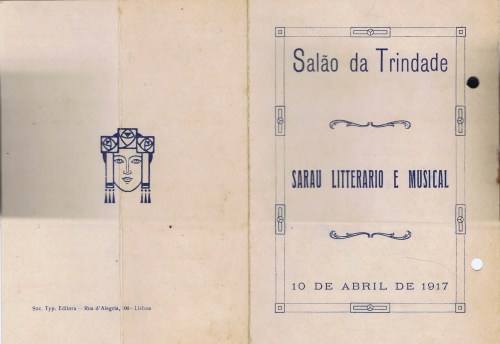 Salão da Trindade
SARAU LITTERARIO E MUSICAL
10 DE ABRIL DE 1917
Soc. Typ. Editora — Rua d'Alegria, 100 — Lisboa